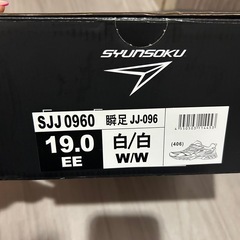 SYUNSOKU
SJJ 0960 瞬足 JJ-096
19.0 白/白
EE W/W
(406)